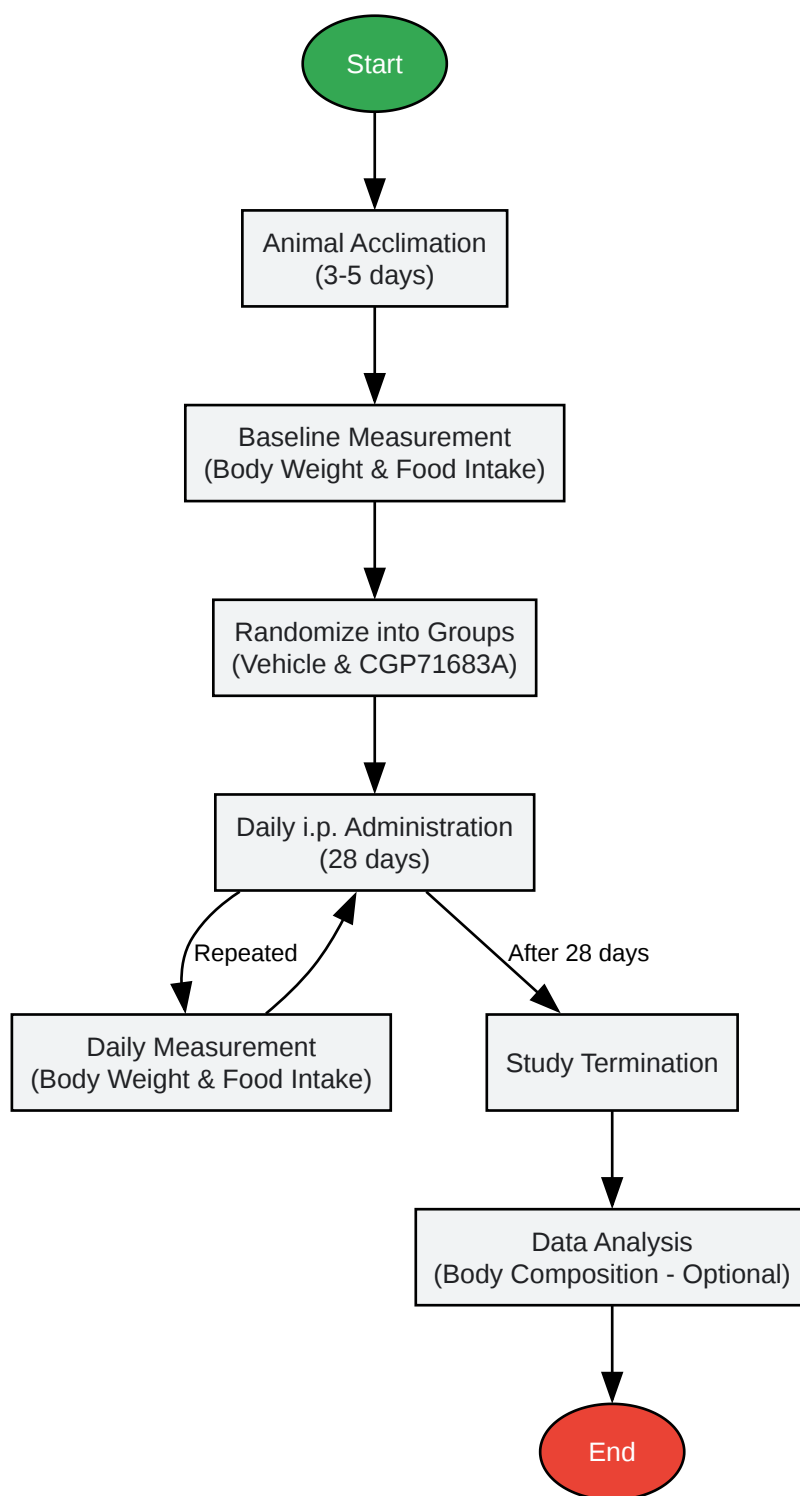 Start
Animal Acclimation
(3-5 days)
Baseline Measurement
(Body Weight & Food Intake)
Randomize into Groups
(Vehicle & CGP71683A)
Daily i.p. Administration
(28 days)
Repeated
After 28 days
Daily Measurement
(Body Weight & Food Intake)
Study Termination
Data Analysis
(Body Composition - Optional)
End